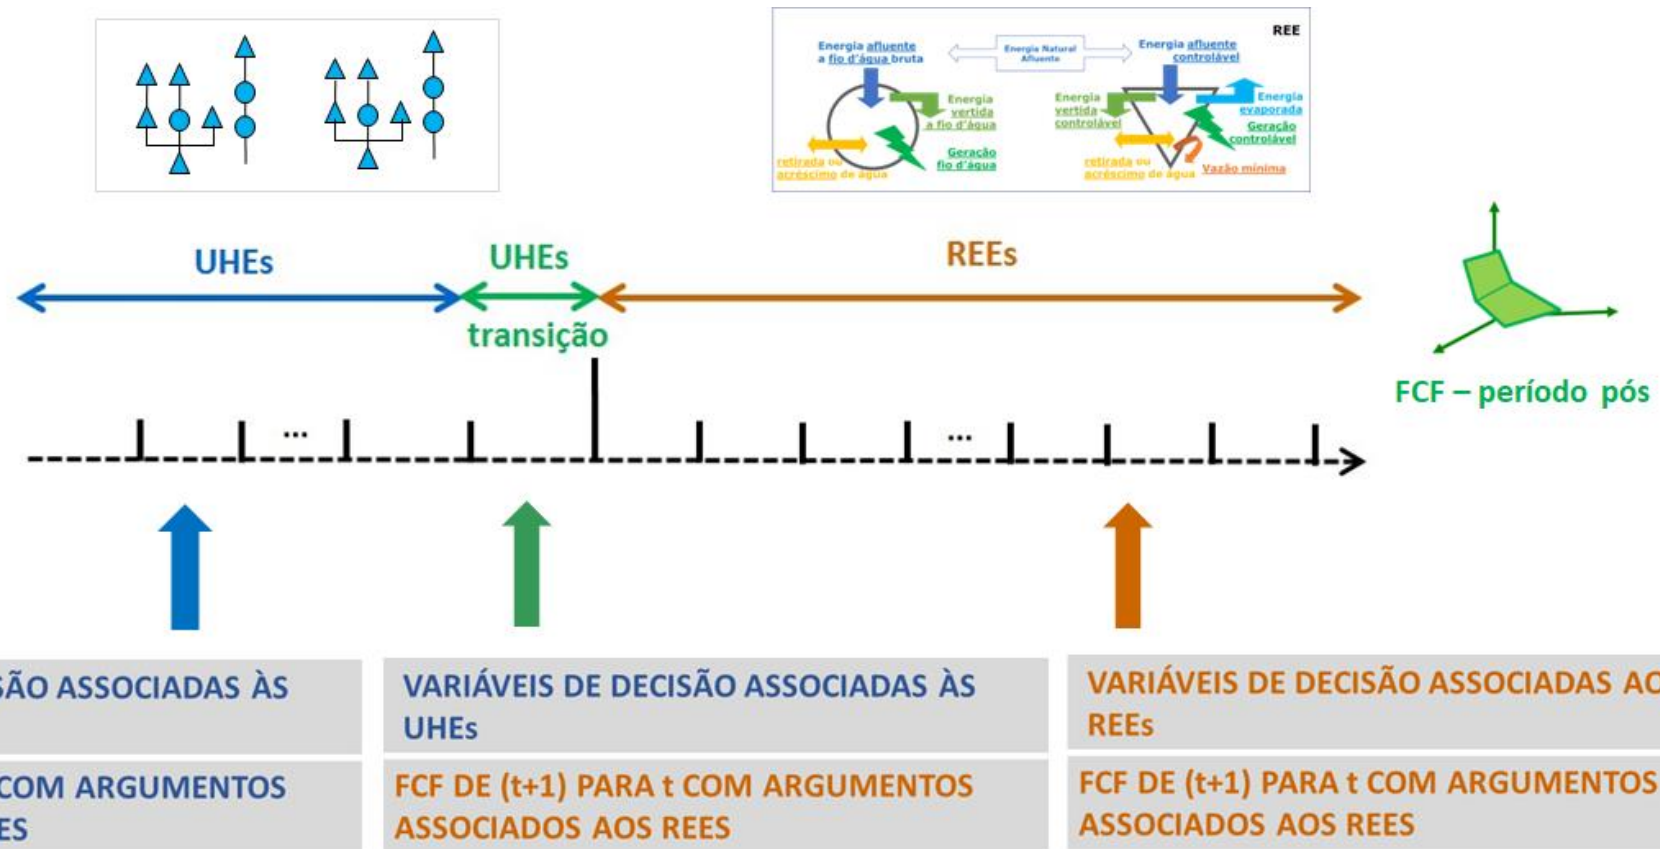 REE
Energia afluente
a fio d'água bruta
Energia Natural
Afluente
Energia afluente
controlável
Energia
vertida
a fio d'água
Energia
vertida
controlável
Energia
evaporada
Geração
controlável
retirada ou
acréscimo de água
Geração
fio d'água
retirada ou
acréscimo de água
Vazão mínima
UHEs
UHEs
REEs
transição
FCF – período pós
...
...
SÃO ASSOCIADAS ÀS
VARIÁVEIS DE DECISÃO ASSOCIADAS ÀS
UHEs
VARIÁVEIS DE DECISÃO ASSOCIADAS AO
REEs
COM ARGUMENTOS
ES
FCF DE (t+1) PARA t COM ARGUMENTOS
ASSOCIADOS AOS REES
FCF DE (t+1) PARA t COM ARGUMENTOS
ASSOCIADOS AOS REES